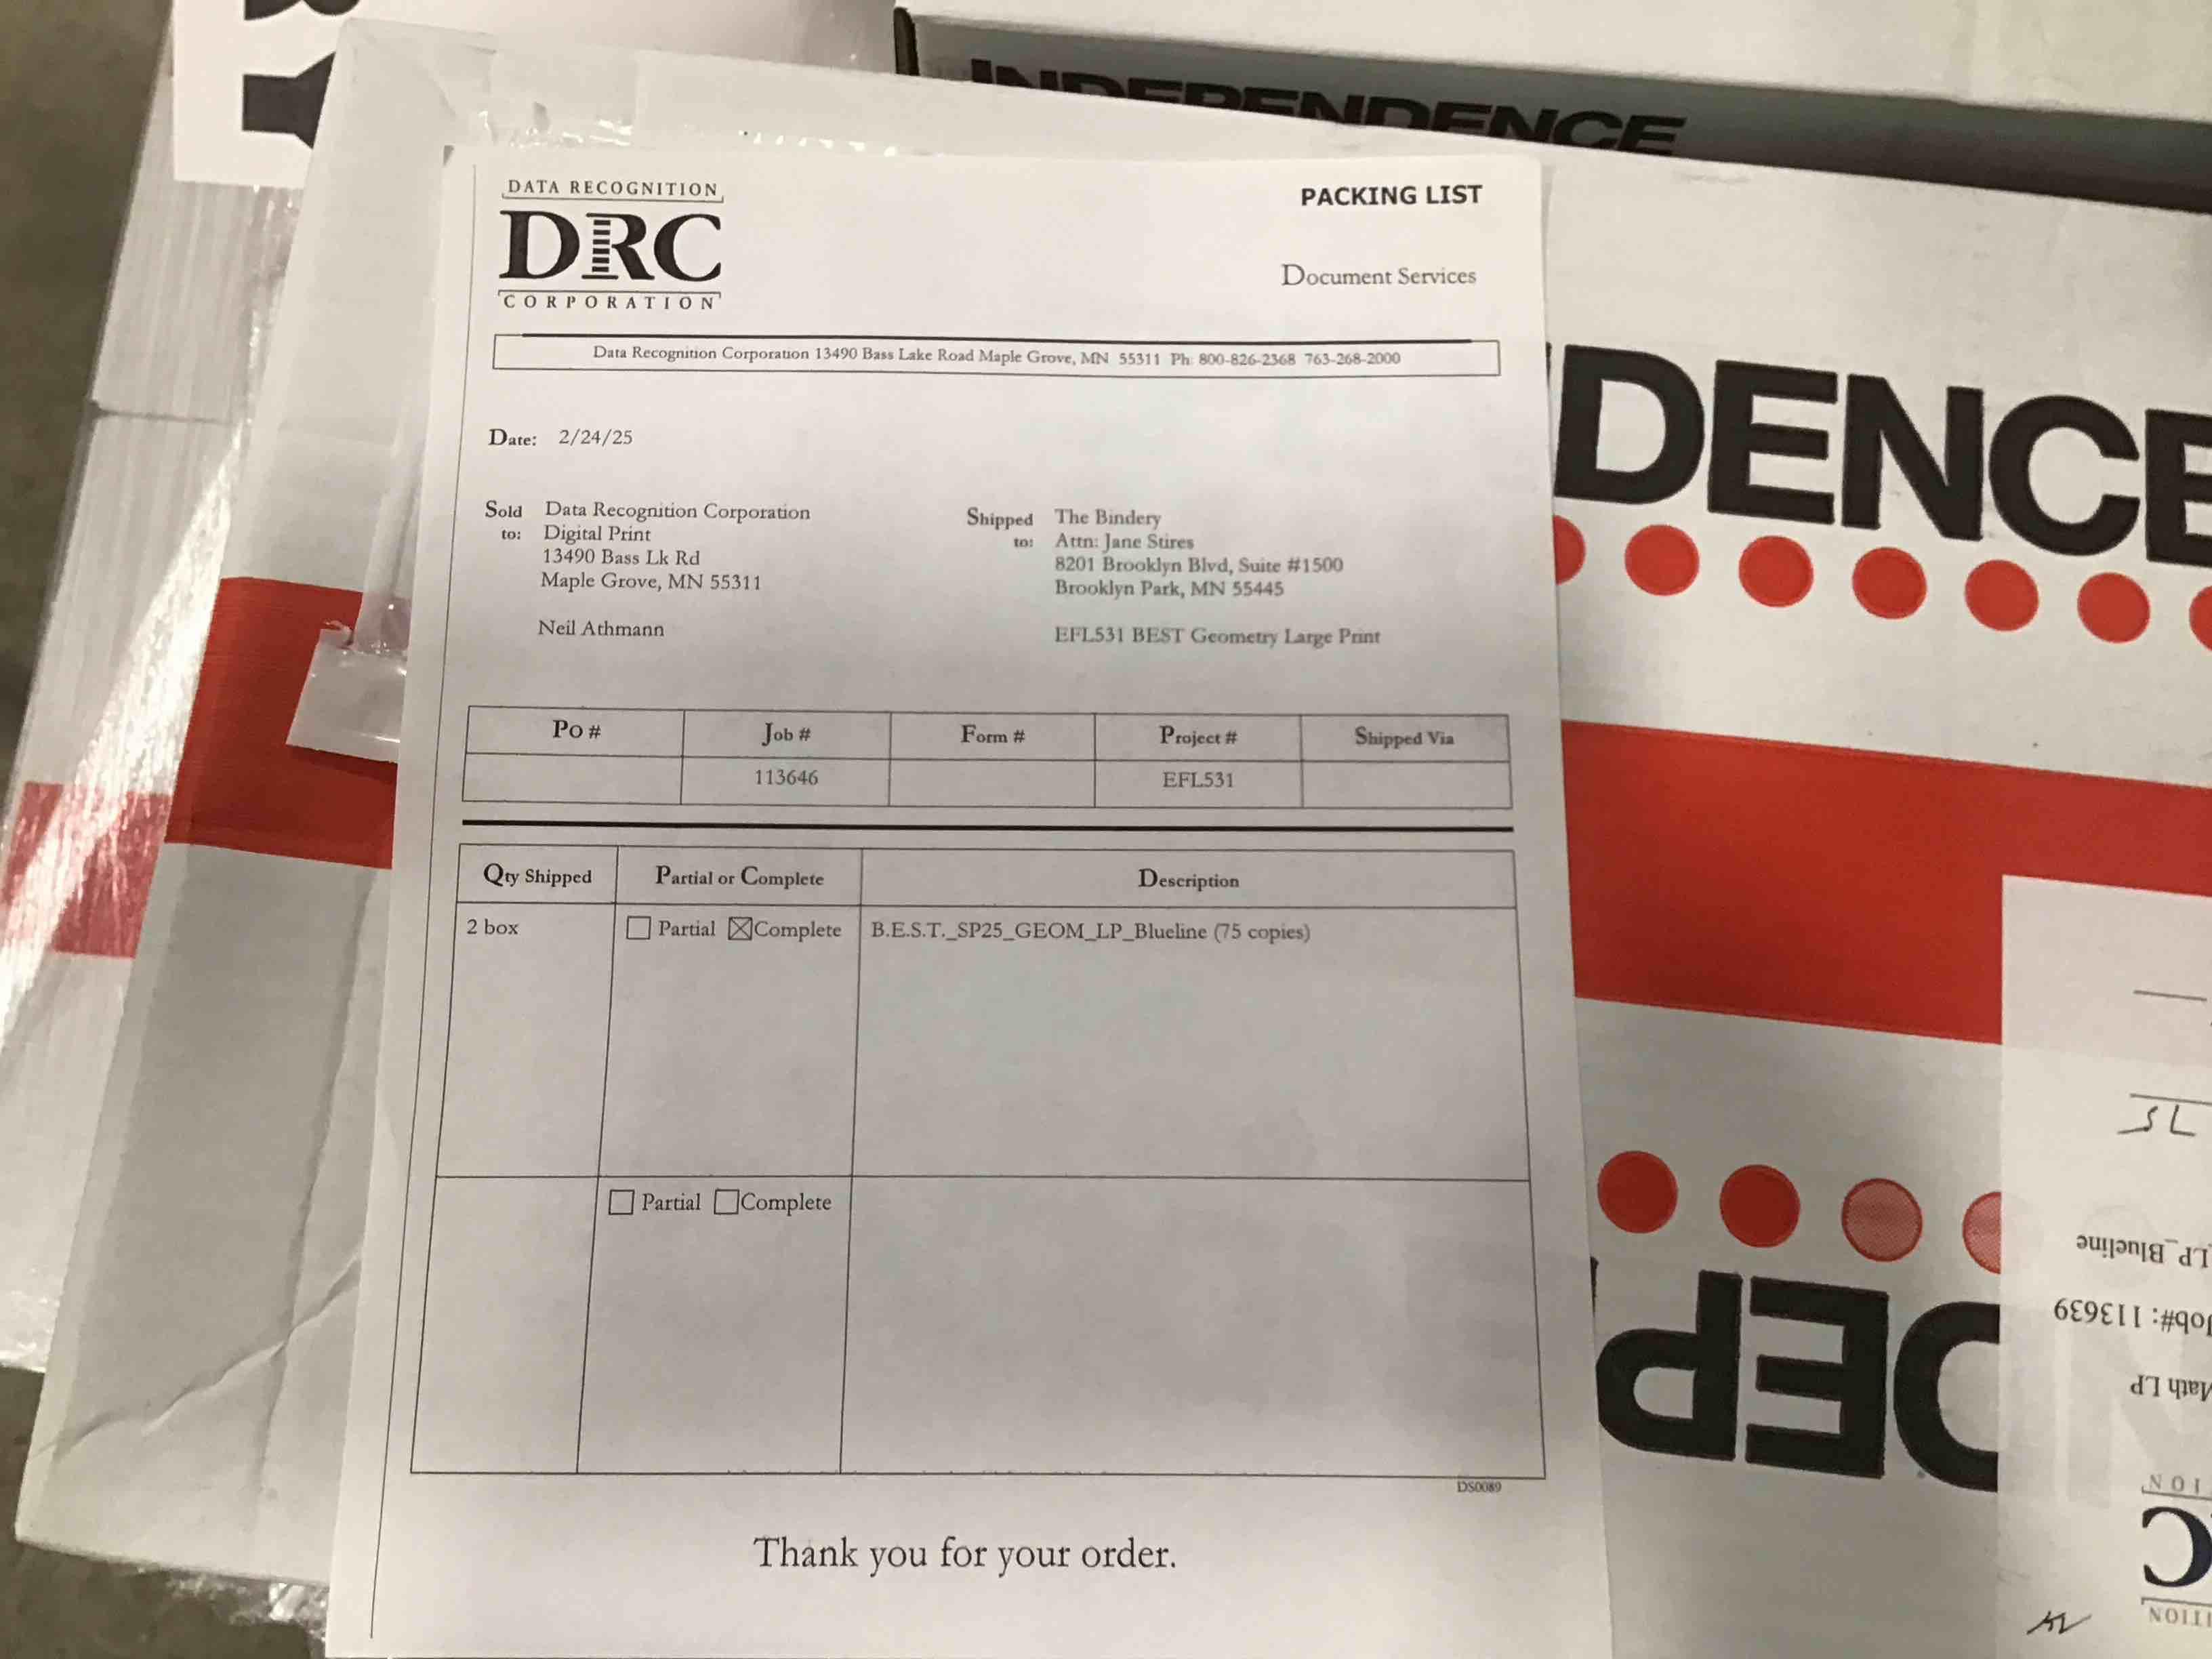 INDEPENDENCE
DATA RECOGNITION
DRC
CORPORATION
PACKING LIST
Document Services
Data Recognition Corporation 13490 Bass Lake Road Maple Grove, MN 55311 Ph: 800-826-2368 763-268-2000
Date: 2/24/25
Sold to: Data Recognition Corporation
Digital Print
13490 Bass Lk Rd
Maple Grove, MN 55311
Neil Athmann
Shipped to: The Bindery
Attn: Jane Stires
8201 Brooklyn Blvd, Suite #1500
Brooklyn Park, MN 55445
EFL531 BEST Geometry Large Print
Po # Job # Form # Project # Shipped Via
113646 EFL531
Qty Shipped Partial or Complete Description
2 box Partial Complete B.E.S.T._SP25_GEOM_LP_Blueline (75 copies)
Partial Complete
DS0089
Thank you for your order.
DENCE
DEP
LP_Blueline
Job#: 113639
Math LP
C